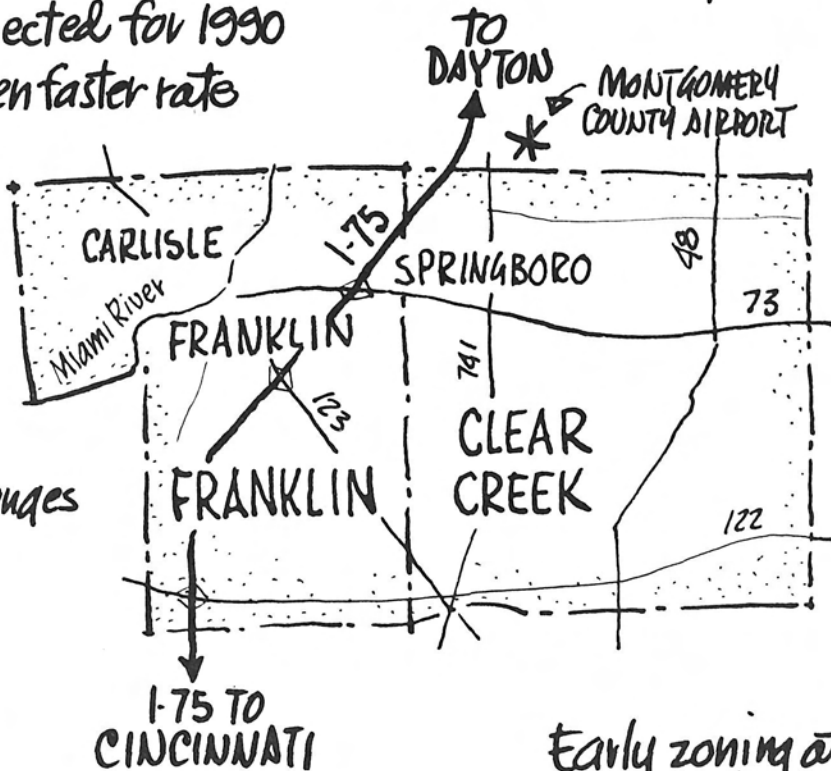 ected for 1990
en faster rate
TO
DAYTON
MONTGOMERY
COUNTY AIRPORT
CARLISLE
I-75
SPRINGBORO
48
73
Miami River
FRANKLIN
741
123
CLEAR
CREEK
FRANKLIN
122
I-75 TO
CINCINNATI
Early zoning